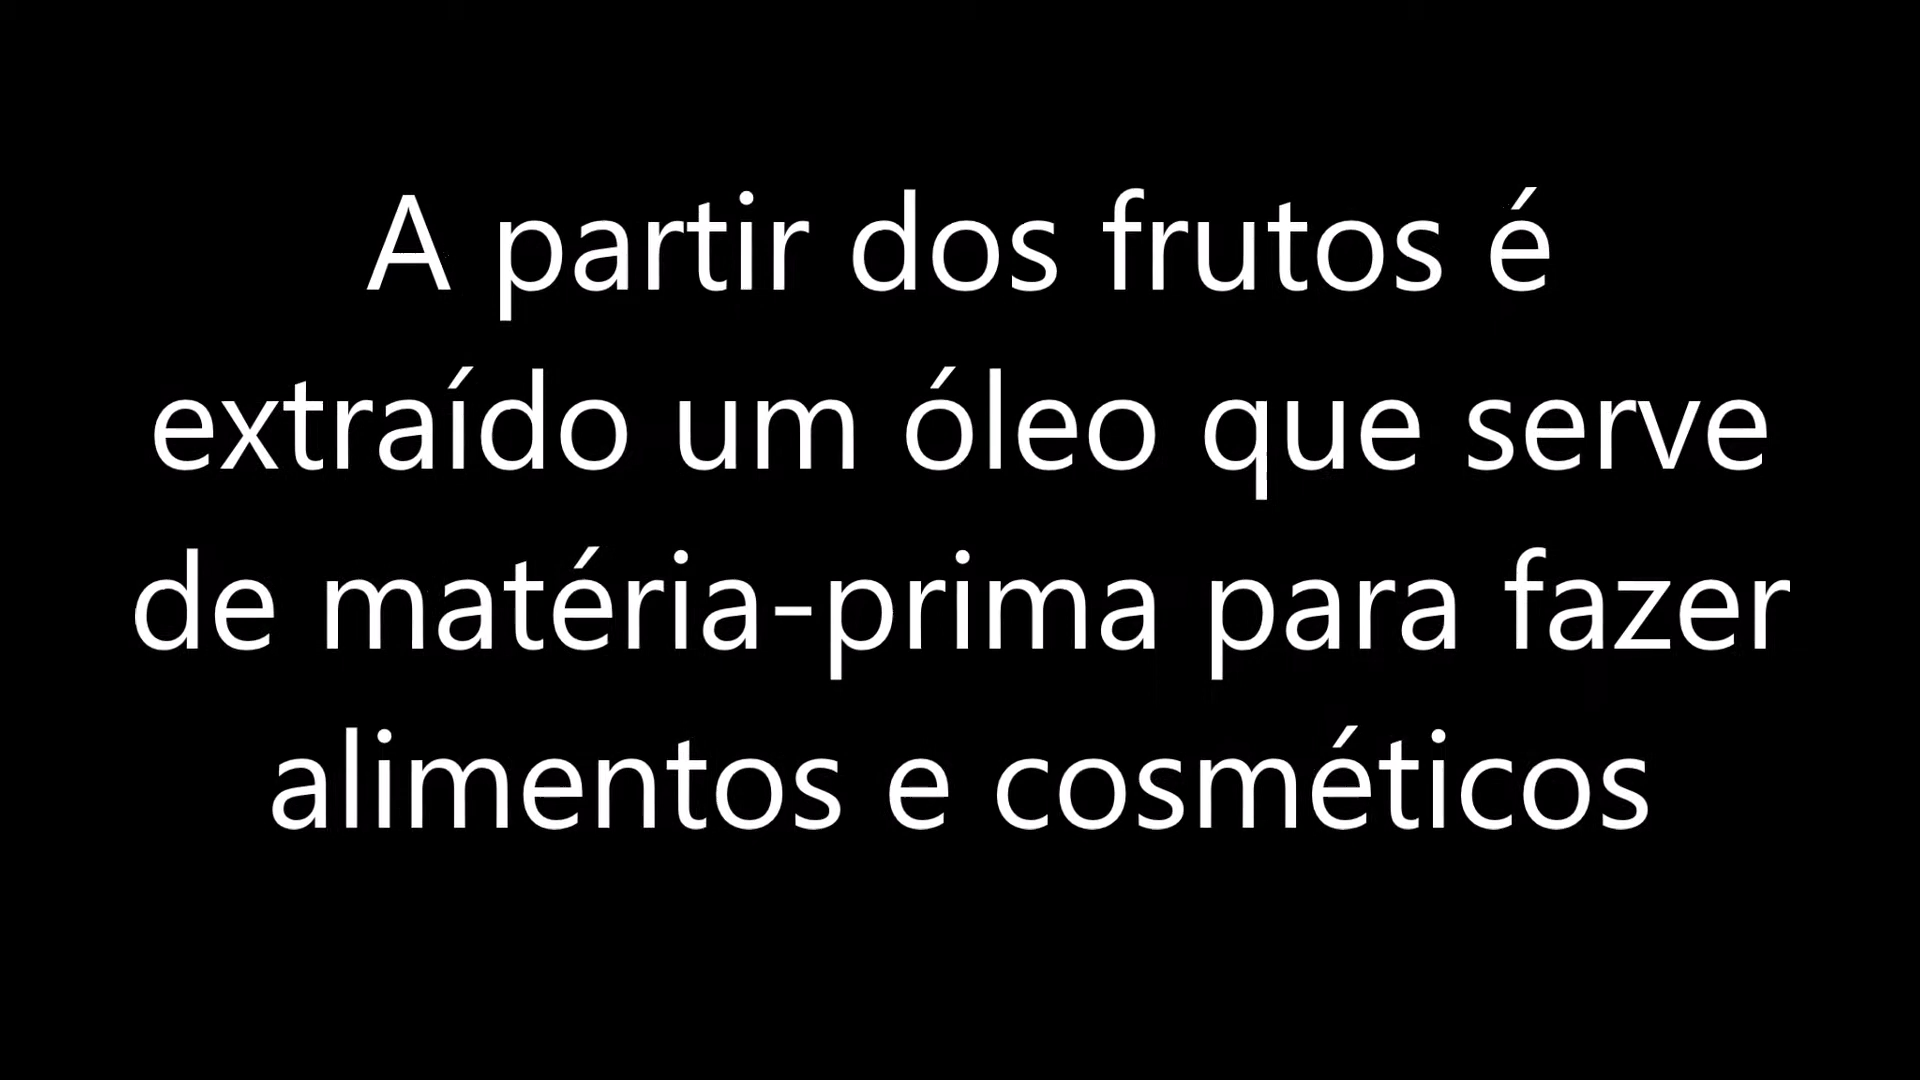 A partir dos frutos é
extraído um óleo que serve
de matéria-prima para fazer
alimentos e cosméticos